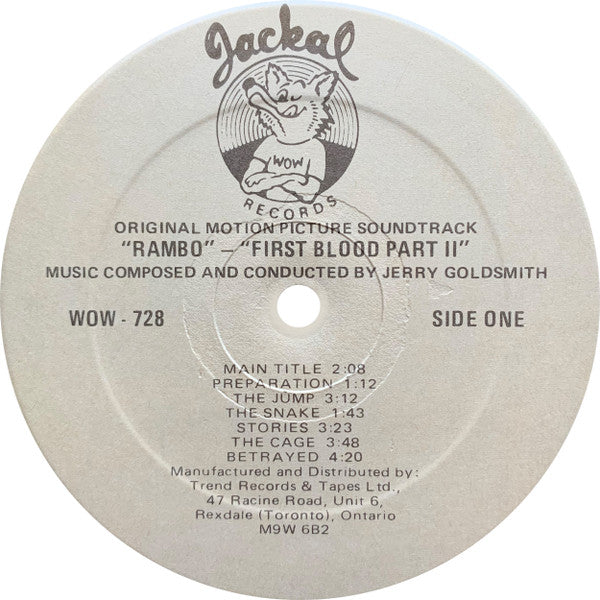 Jackal
WOW
RECORDS
ORIGINAL MOTION PICTURE SOUNDTRACK
"RAMBO" – "FIRST BLOOD PART II"
MUSIC COMPOSED AND CONDUCTED BY JERRY GOLDSMITH
WOW - 728
SIDE ONE
MAIN TITLE 2:08
PREPARATION 1:12
THE JUMP 3:12
THE SNAKE 1:43
STORIES 3:23
THE CAGE 3:48
BETRAYED 4:20
Manufactured and Distributed by:
Trend Records & Tapes Ltd.,
47 Racine Road, Unit 6,
Rexdale (Toronto), Ontario
M9W 6B2